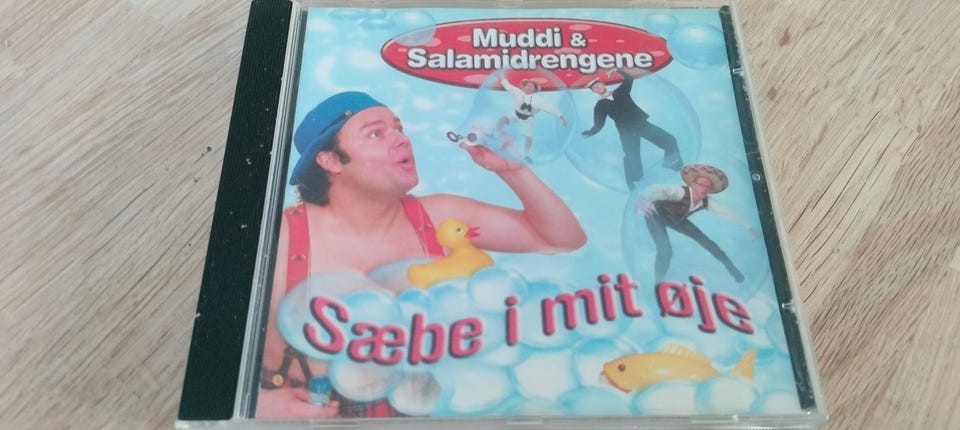 Muddi &
Salamidrengene
Sæbe i mit øje